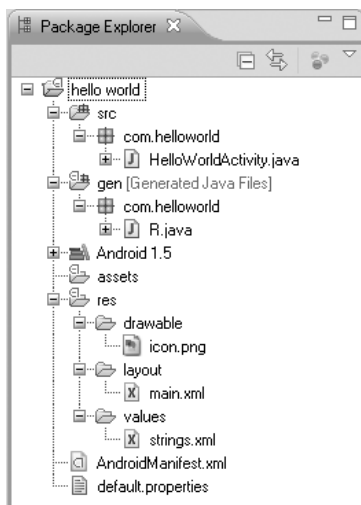 Package Explorer
hello world
src
com.helloworld
HelloWorldActivity.java
gen [Generated Java Files]
com.helloworld
R.java
Android 1.5
assets
res
drawable
icon.png
layout
main.xml
values
strings.xml
AndroidManifest.xml
default.properties